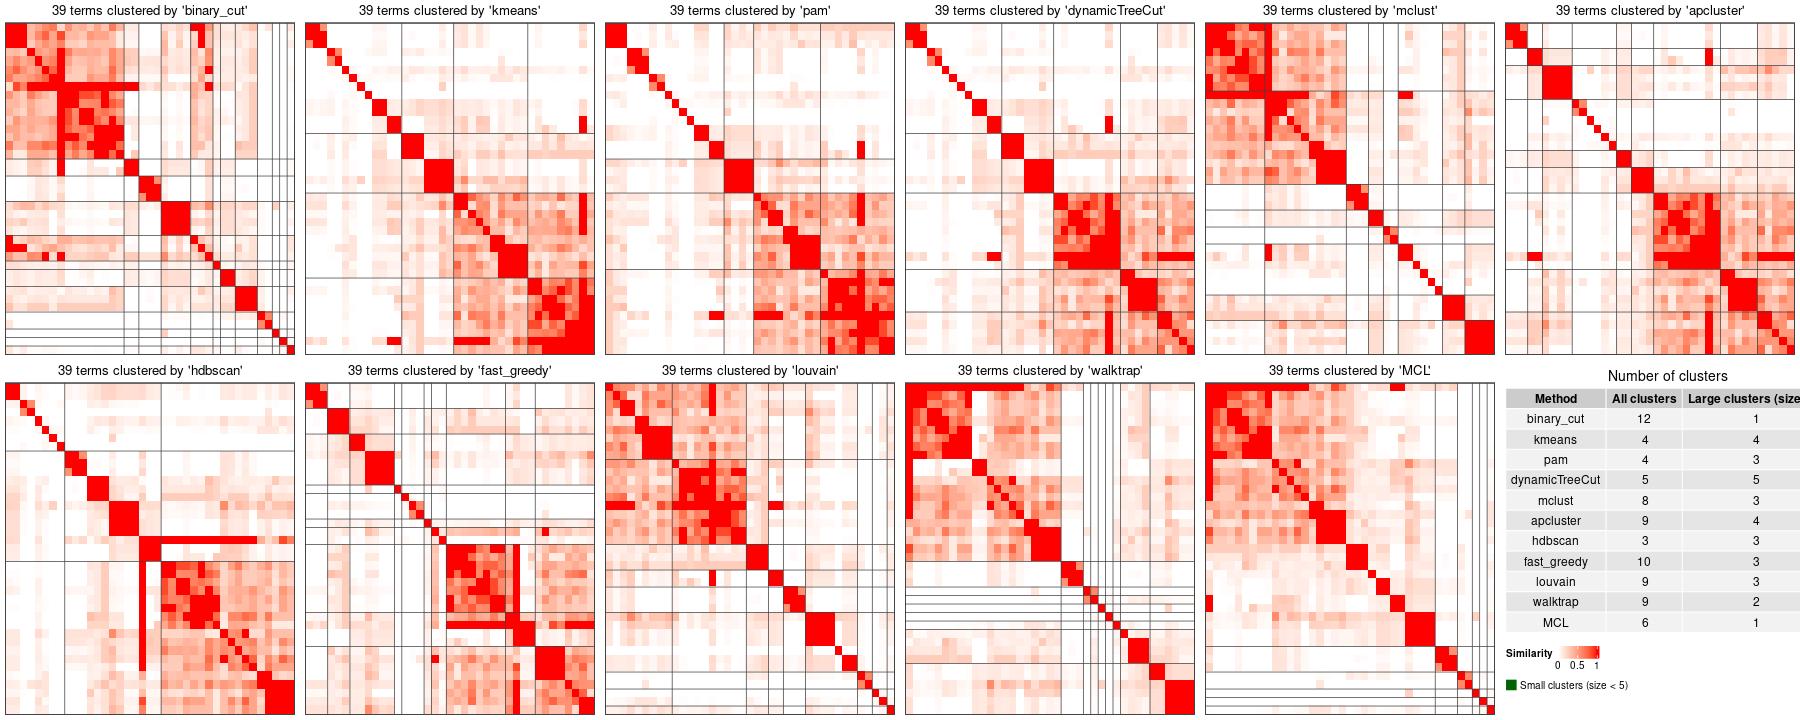 39 terms clustered by 'binary_cut'
39 terms clustered by 'kmeans'
39 terms clustered by 'pam'
39 terms clustered by 'dynamicTreeCut'
39 terms clustered by 'mclust'
39 terms clustered by 'apcluster'
39 terms clustered by 'hdbscan'
39 terms clustered by 'fast_greedy'
39 terms clustered by 'louvain'
39 terms clustered by 'walktrap'
39 terms clustered by 'MCL'
Number of clusters
Method All clusters Large clusters (size
binary_cut 12 1
kmeans 4 4
pam 4 3
dynamicTreeCut 5 5
mclust 8 3
apcluster 9 4
hdbscan 3 3
fast_greedy 10 3
louvain 9 3
walktrap 9 2
MCL 6 1
Similarity
0 0.5 1
Small clusters (size < 5)